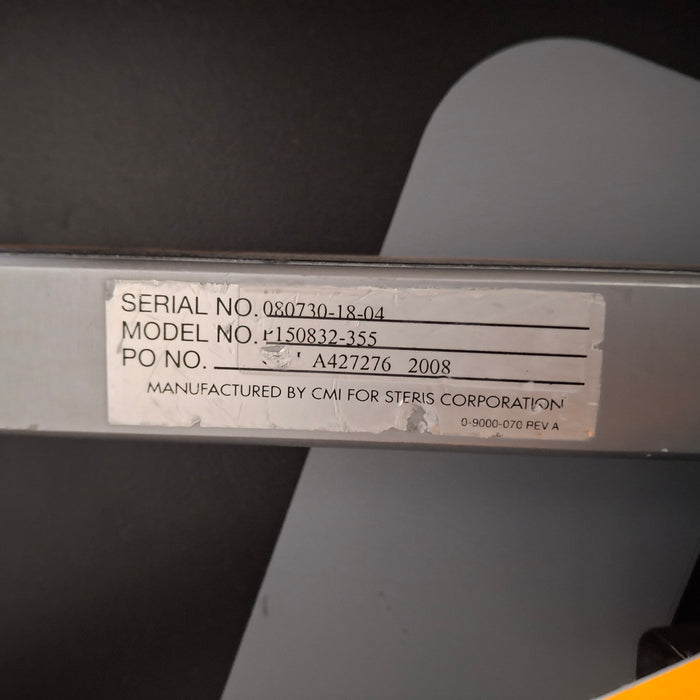 SERIAL NO. 080730-18-04
MODEL NO. P150832-355
PO NO. A427276 2008
MANUFACTURED BY CMI FOR STERIS CORPORATION
0-9000-070 REV A